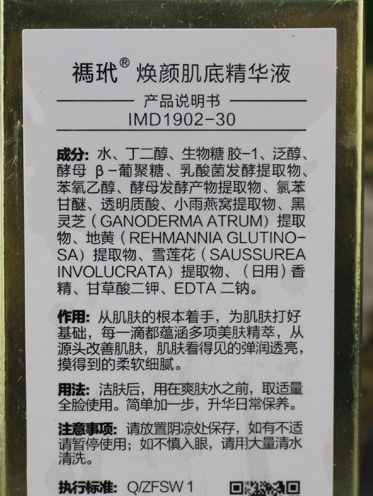 禡玳® 焕颜肌底精华液
产品说明书
IMD1902-30
成分：水、丁二醇、生物糖胶-1、泛醇、
酵母 β-葡聚糖、乳酸菌发酵提取物、
苯氧乙醇、酵母发酵产物提取物、氯苯
甘醚、透明质酸、小雨燕窝提取物、黑
灵芝（GANODERMA ATRUM）提取
物、地黄（REHMANNIA GLUTINO-
SA）提取物、雪莲花（SAUSSUREA
INVOLUCRATA）提取物、（日用）香
精、甘草酸二钾、EDTA 二钠。
作用：从肌肤的根本着手，为肌肤打好
基础，每一滴都蕴涵多项美肤精萃，从
源头改善肌肤，肌肤看得见的弹润透亮，
摸得到的柔软细腻。
用法：洁肤后，用在爽肤水之前，取适量
全脸使用。简单加一步，升华日常保养。
注意事项：请放置阴凉处保存，如有不适
请暂停使用；如不慎入眼，请用大量清水
清洗。
执行标准：Q/ZFSW 1